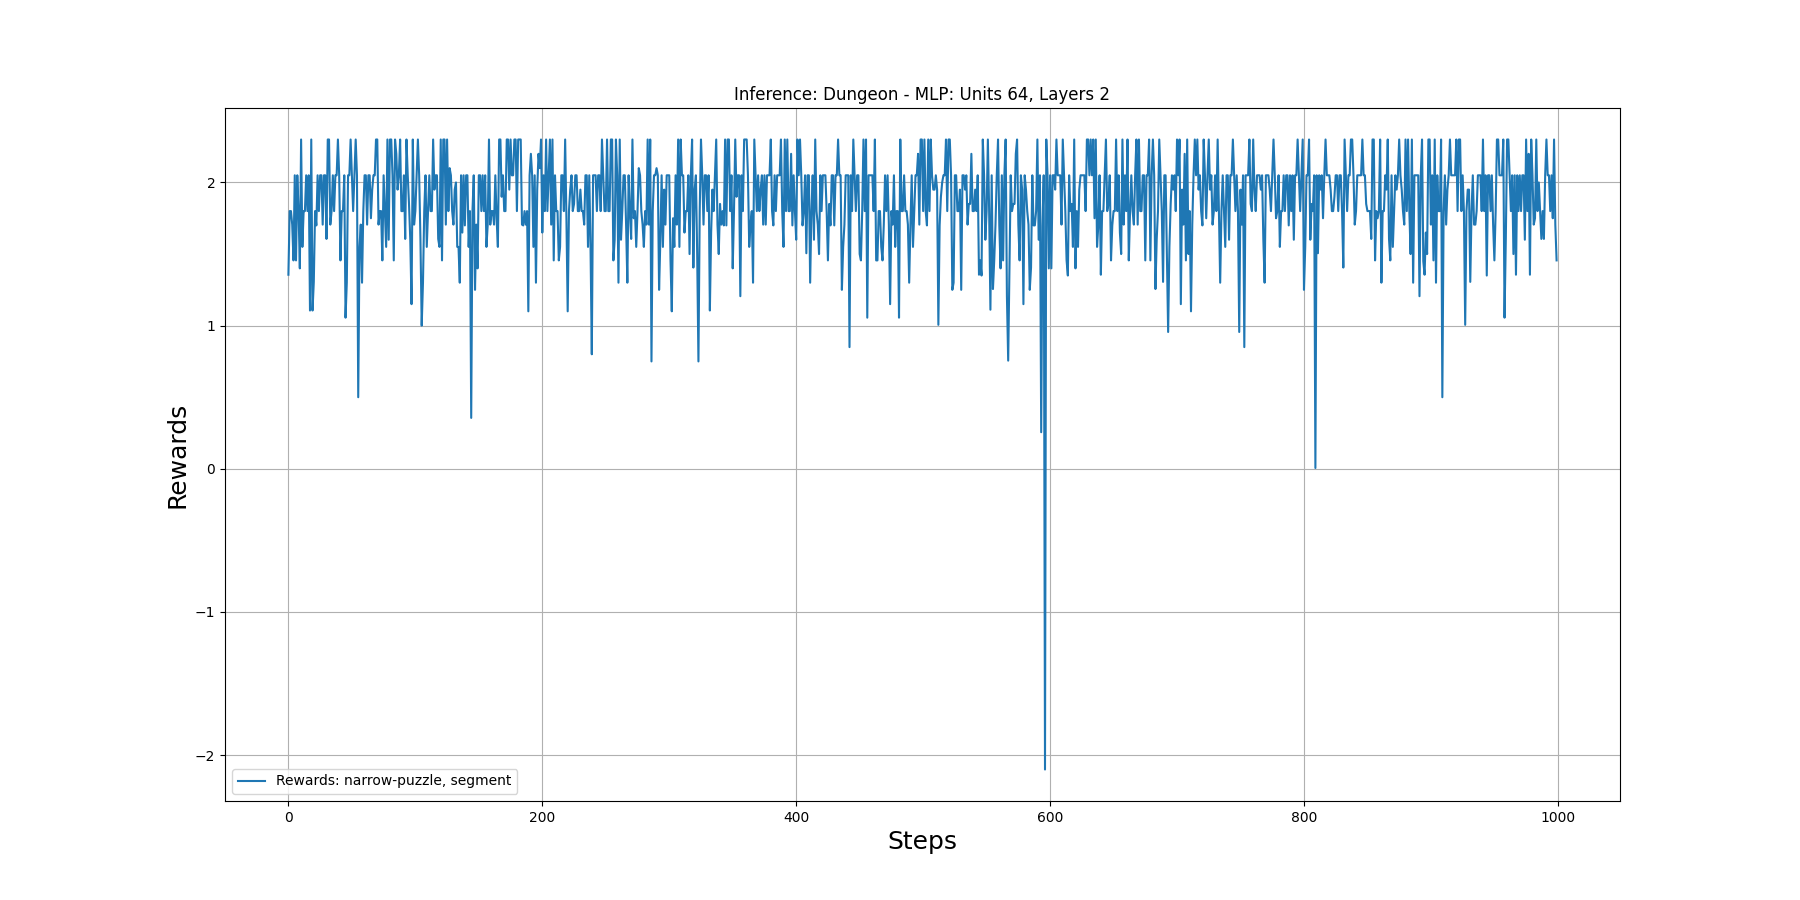 Inference: Dungeon - MLP: Units 64, Layers 2
Rewards
2
1
0
−1
−2
Rewards: narrow-puzzle, segment
0 200 400 600 800 1000
Steps